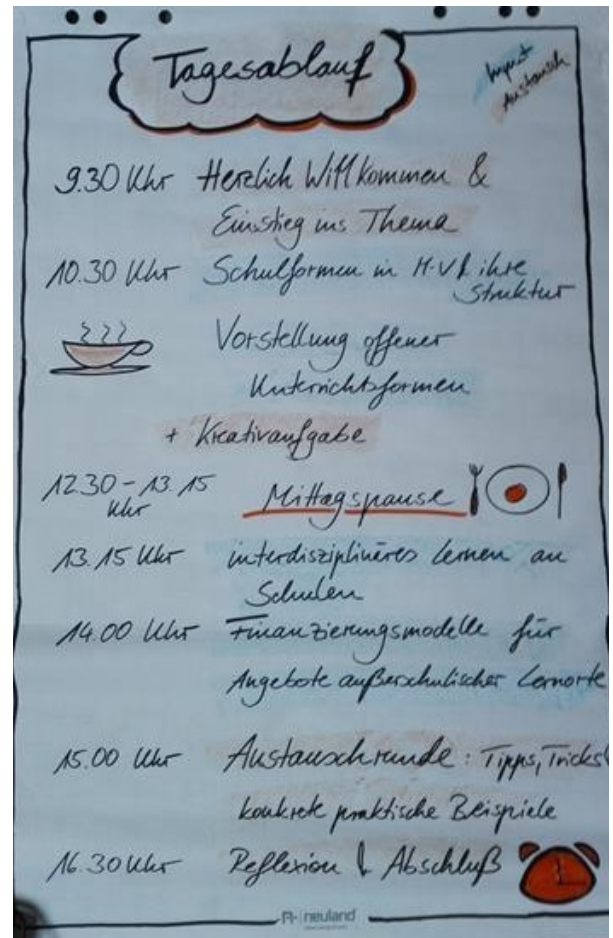 Tagesablauf
Input
Austausch
9.30 Uhr Herzlich Willkommen &
Einstieg ins Thema
10.30 Uhr Schulformen in M-V & ihre
Struktur
Vorstellung offener
Unterrichtsformen
+ Kreativaufgabe
12.30 - 13.15
Uhr
Mittagspause
13.15 Uhr interdisziplinäres Lernen an
Schulen
14.00 Uhr Finanzierungsmodelle für
Angebote außerschulischer Lernorte
15.00 Uhr Austauschrunde: Tipps, Tricks &
konkrete praktische Beispiele
16.30 Uhr Reflexion & Abschluß
neuland